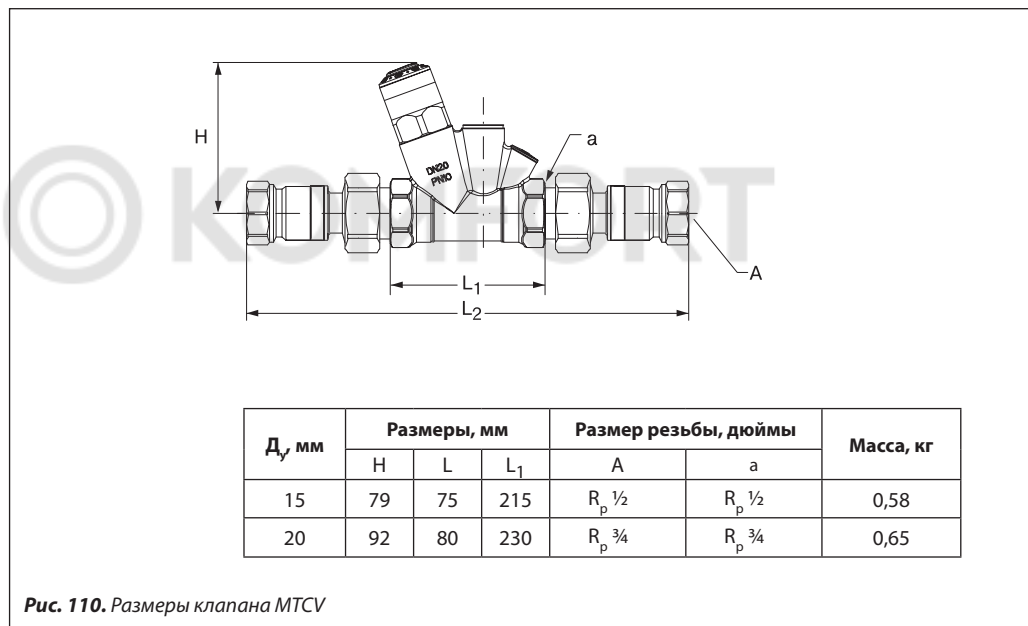 H
DN20
PN10
a
KOMFORT
A
L₁
L₂
Dу, мм Размеры, мм Размер резьбы, дюймы Масса, кг
H L L₁ A a
15 79 75 215 Rₚ ½ Rₚ ½ 0,58
20 92 80 230 Rₚ ¾ Rₚ ¾ 0,65
Рис. 110. Размеры клапана MTCV